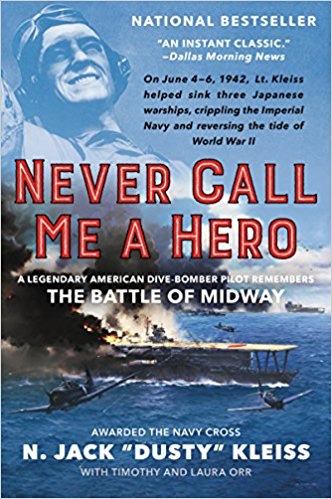 NATIONAL BESTSELLER
"AN INSTANT CLASSIC."
—Dallas Morning News
On June 4–6, 1942, Lt. Kleiss
helped sink three Japanese
warships, crippling the Imperial
Navy and reversing the tide of
World War II
NEVER CALL
ME A HERO
A LEGENDARY AMERICAN DIVE-BOMBER PILOT REMEMBERS
THE BATTLE OF MIDWAY
AWARDED THE NAVY CROSS
N. JACK "DUSTY" KLEISS
WITH TIMOTHY AND LAURA ORR